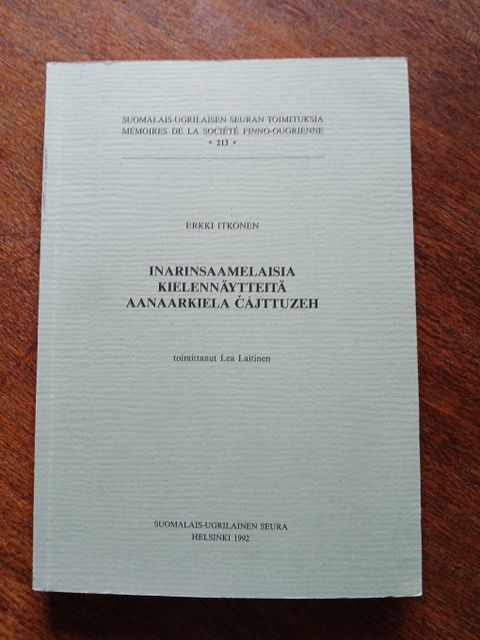 SUOMALAIS-UGRILAISEN SEURAN TOIMITUKSIA
MÉMOIRES DE LA SOCIÉTÉ FINNO-OUGRIENNE
* 213 *
ERKKI ITKONEN
INARINSAAMELAISIA
KIELENNÄYTTEITÄ
AANAARKIELA ČÁJTTUZEH
toimittanut Lea Laitinen
SUOMALAIS-UGRILAINEN SEURA
HELSINKI 1992